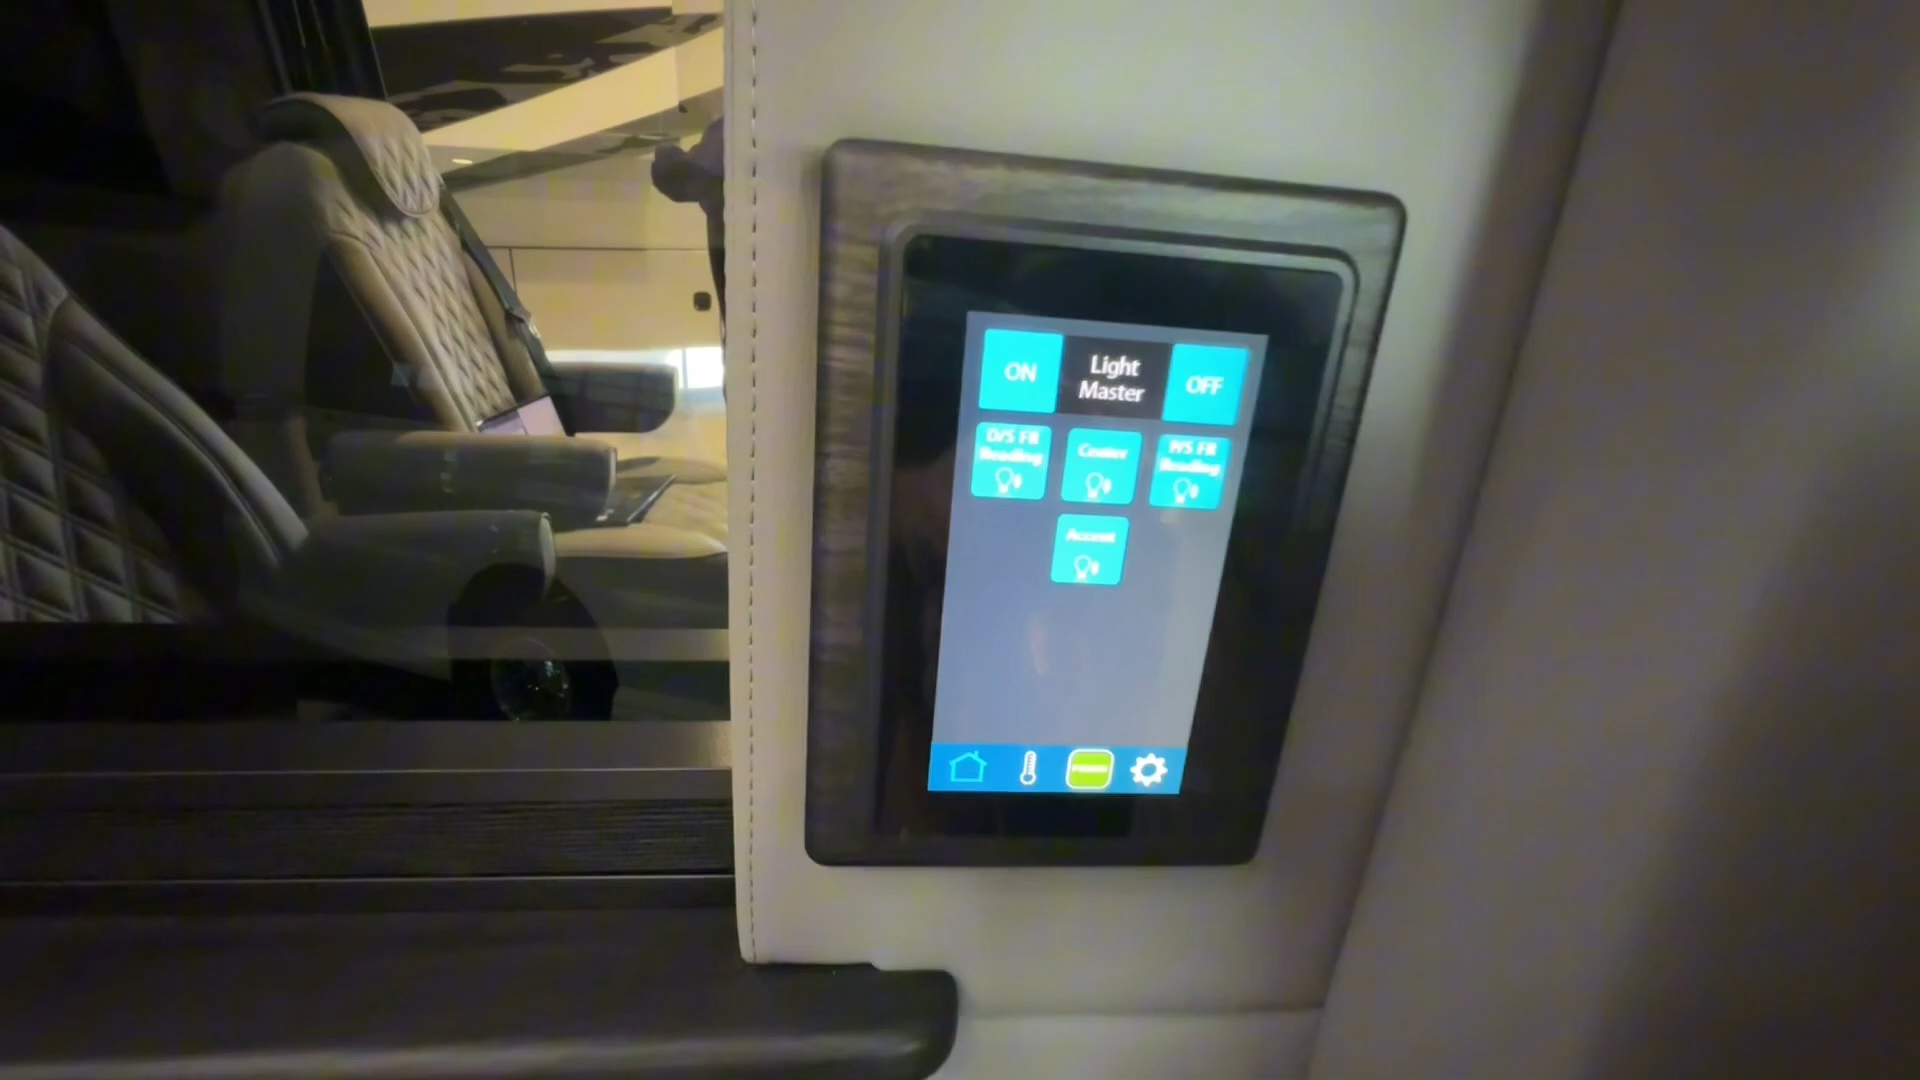 ON
Light
Master
OFF
D/S FR
Reading
Center
P/S FR
Reading
Accent